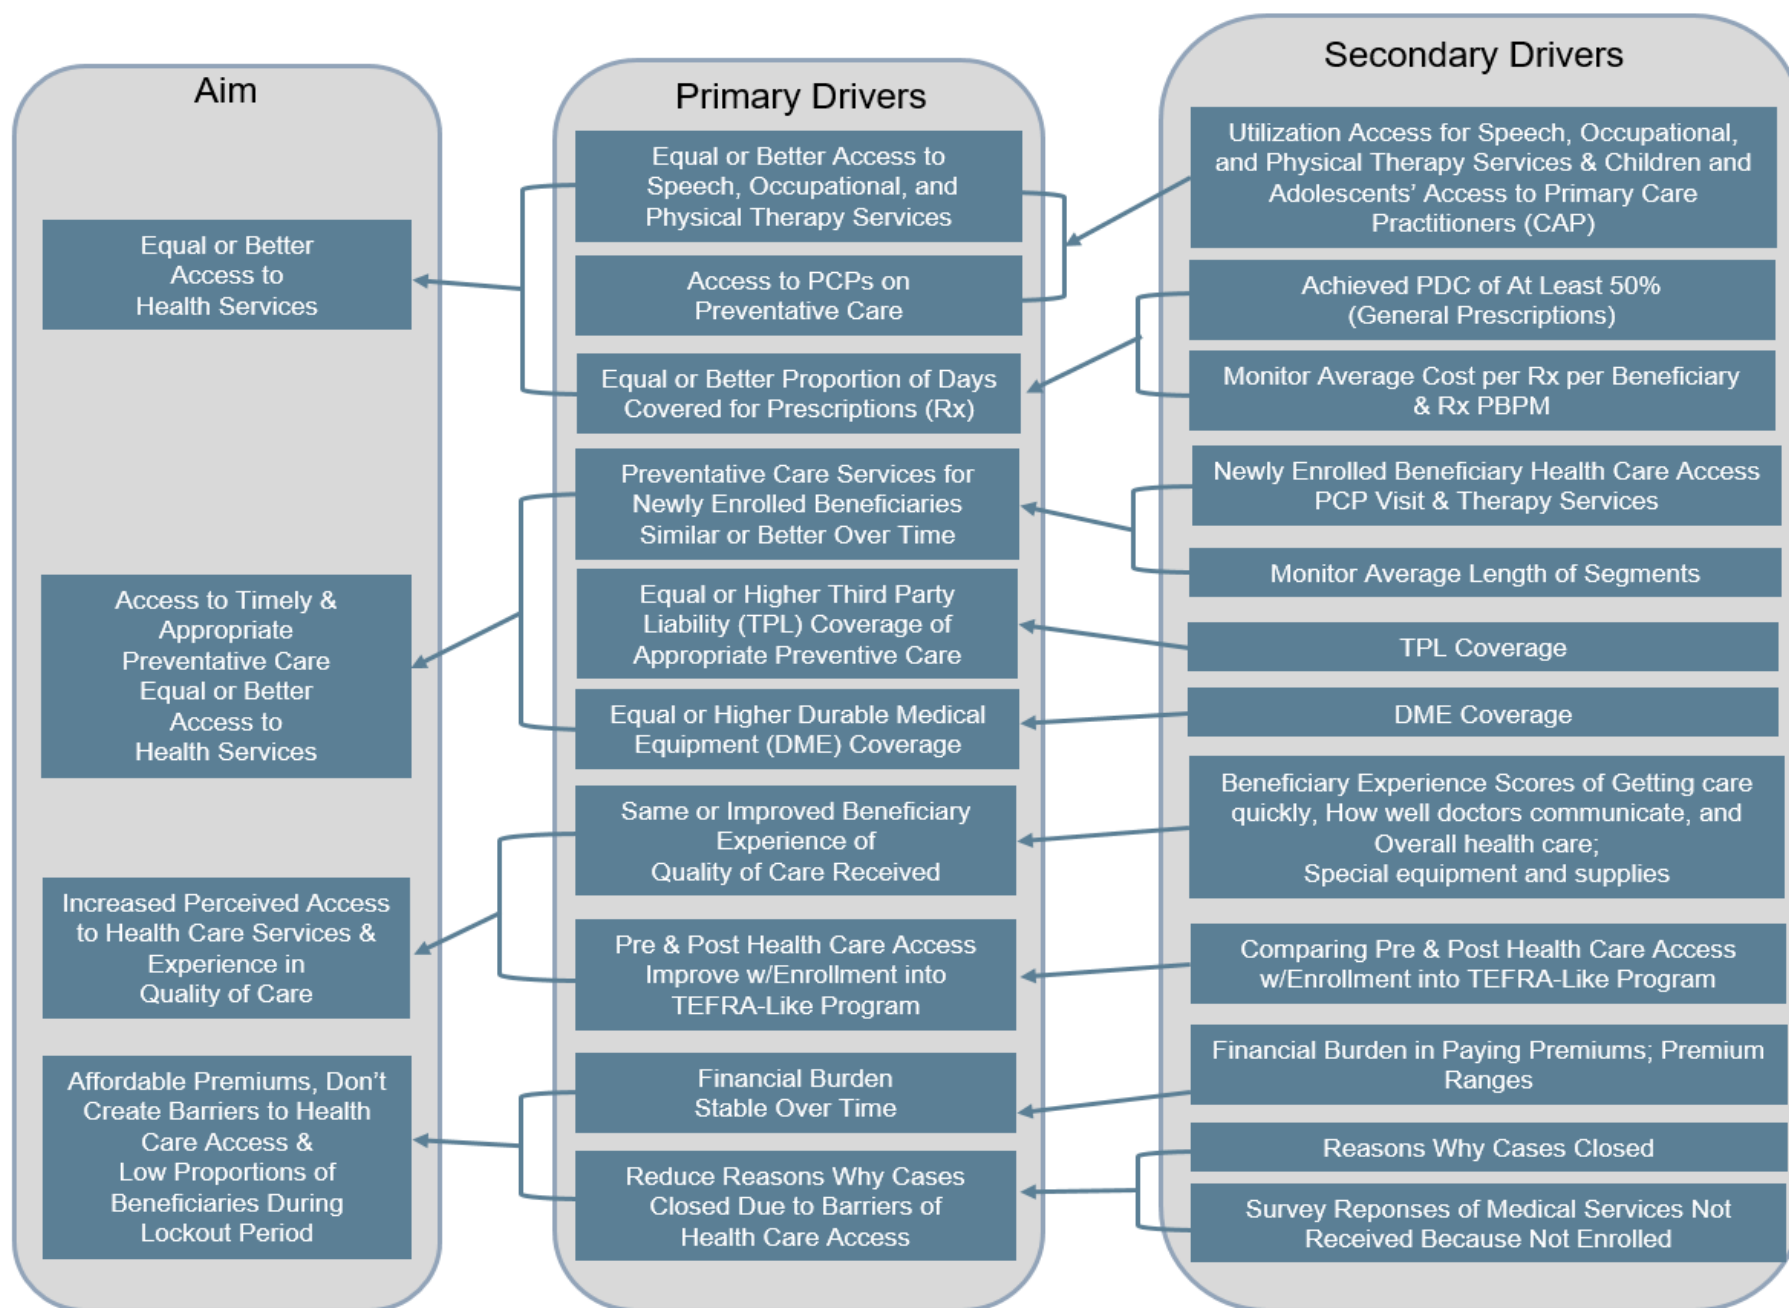 Aim
Equal or Better
Access to
Health Services
Access to Timely &
Appropriate
Preventative Care
Equal or Better
Access to
Health Services
Increased Perceived Access
to Health Care Services &
Experience in
Quality of Care
Affordable Premiums, Don’t
Create Barriers to Health
Care Access &
Low Proportions of
Beneficiaries During
Lockout Period
Primary Drivers
Equal or Better Access to
Speech, Occupational, and
Physical Therapy Services
Access to PCPs on
Preventative Care
Equal or Better Proportion of Days
Covered for Prescriptions (Rx)
Preventative Care Services for
Newly Enrolled Beneficiaries
Similar or Better Over Time
Equal or Higher Third Party
Liability (TPL) Coverage of
Appropriate Preventive Care
Equal or Higher Durable Medical
Equipment (DME) Coverage
Same or Improved Beneficiary
Experience of
Quality of Care Received
Pre & Post Health Care Access
Improve w/Enrollment into
TEFRA-Like Program
Financial Burden
Stable Over Time
Reduce Reasons Why Cases
Closed Due to Barriers of
Health Care Access
Secondary Drivers
Utilization Access for Speech, Occupational,
and Physical Therapy Services & Children and
Adolescents’ Access to Primary Care
Practitioners (CAP)
Achieved PDC of At Least 50%
(General Prescriptions)
Monitor Average Cost per Rx per Beneficiary
& Rx PBPM
Newly Enrolled Beneficiary Health Care Access
PCP Visit & Therapy Services
Monitor Average Length of Segments
TPL Coverage
DME Coverage
Beneficiary Experience Scores of Getting care
quickly, How well doctors communicate, and
Overall health care;
Special equipment and supplies
Comparing Pre & Post Health Care Access
w/Enrollment into TEFRA-Like Program
Financial Burden in Paying Premiums; Premium
Ranges
Reasons Why Cases Closed
Survey Reponses of Medical Services Not
Received Because Not Enrolled